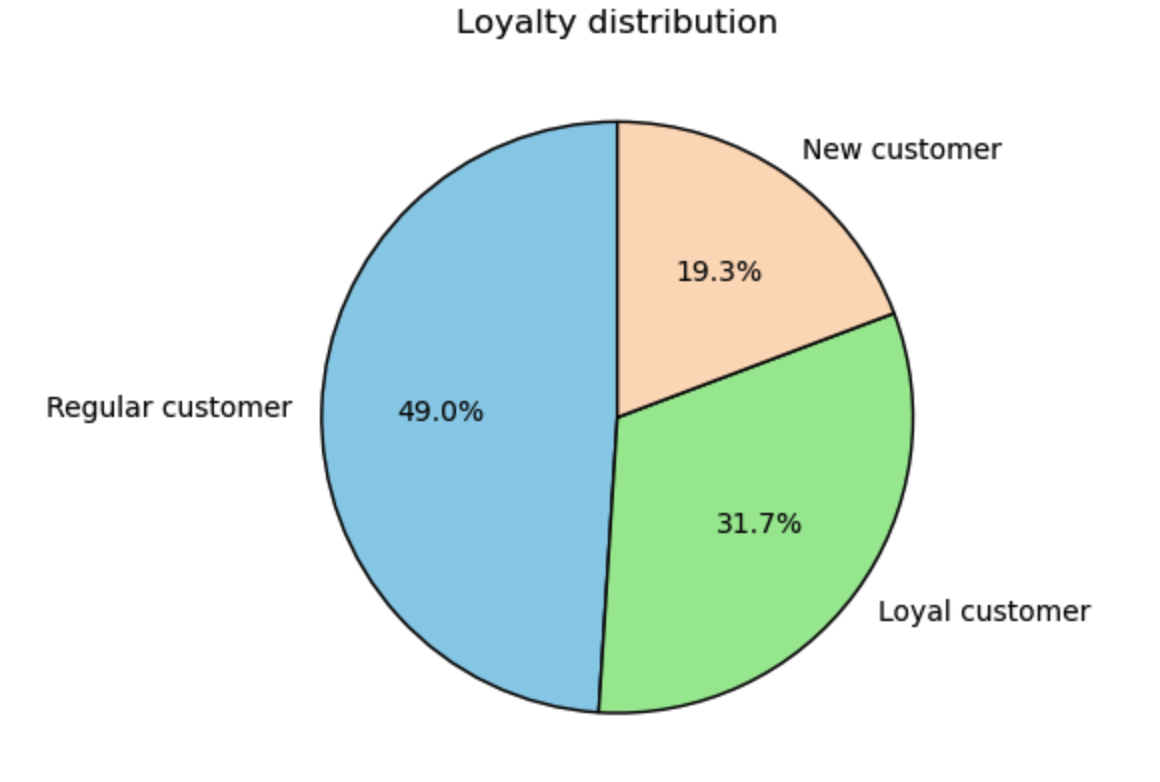 Loyalty distribution
New customer
19.3%
Regular customer
49.0%
31.7%
Loyal customer